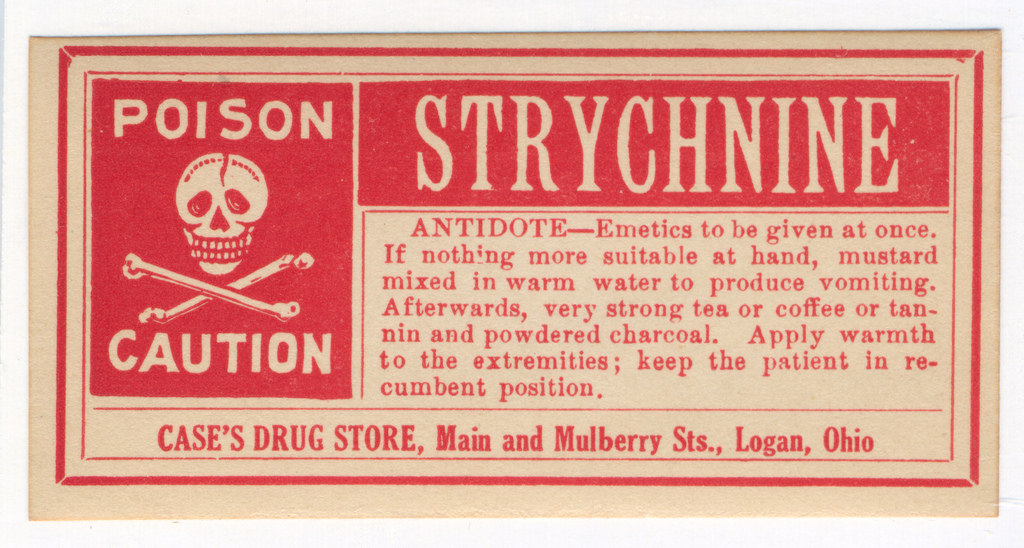 POISON
CAUTION
STRYCHNINE
ANTIDOTE—Emetics to be given at once.
If nothing more suitable at hand, mustard
mixed in warm water to produce vomiting.
Afterwards, very strong tea or coffee or tan-
nin and powdered charcoal. Apply warmth
to the extremities; keep the patient in re-
cumbent position.
CASE'S DRUG STORE, Main and Mulberry Sts., Logan, Ohio